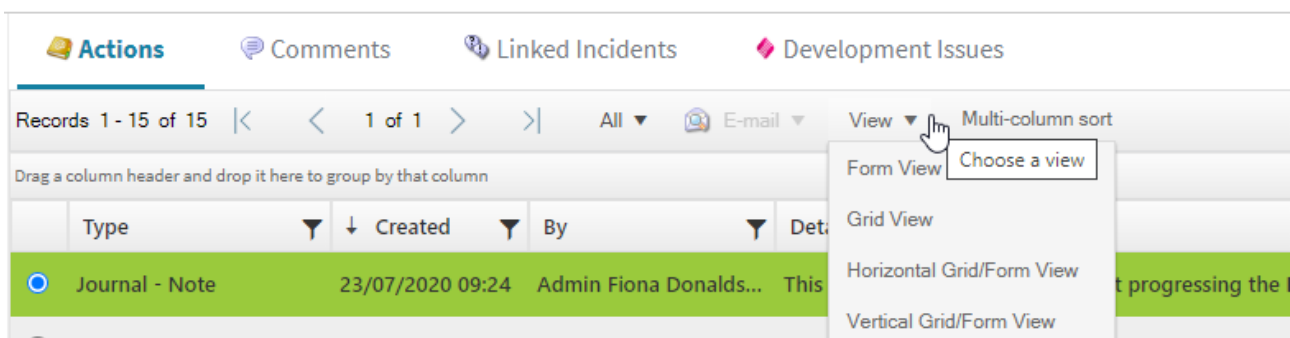 Actions Comments Linked Incidents Development Issues
Records 1 - 15 of 15 1 of 1 All E-mail View Multi-column sort
Choose a view
Form View
Drag a column header and drop it here to group by that column
Grid View
Type Created By
Horizontal Grid/Form View
Journal - Note 23/07/2020 09:24 Admin Fiona Donalds... This progressing the
Vertical Grid/Form View